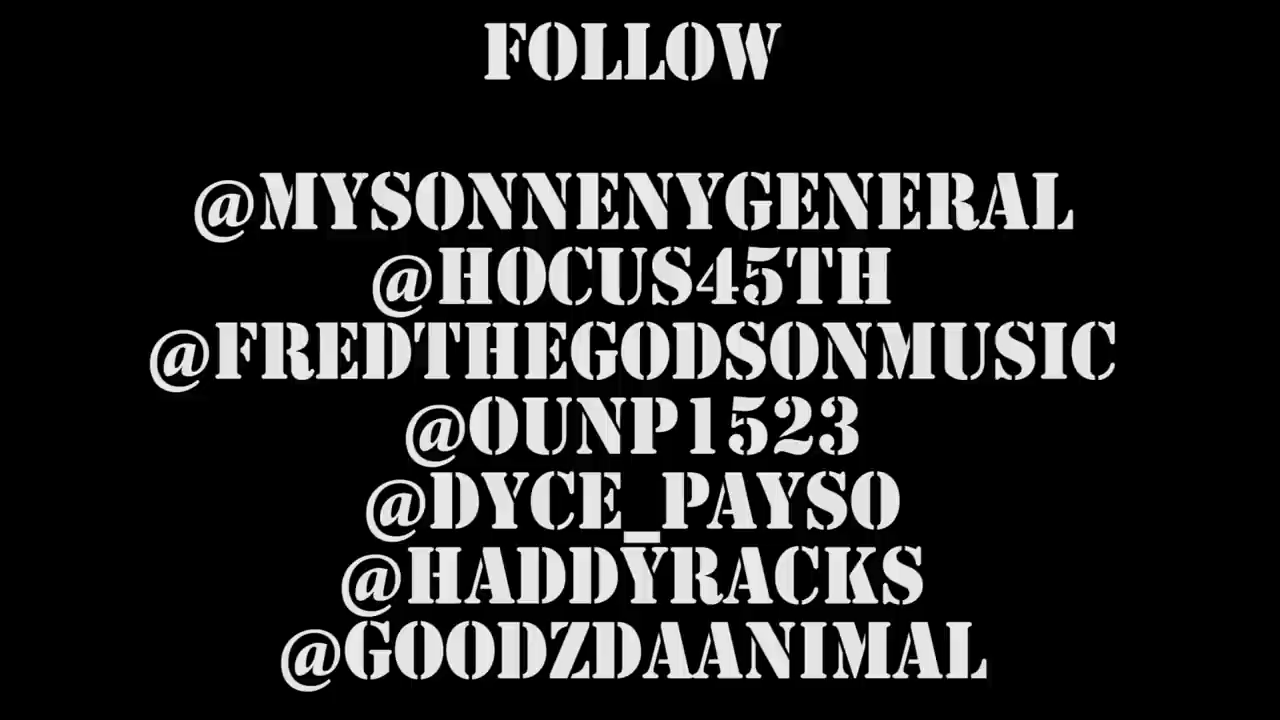 FOLLOW
@MYSONNENYGENERAL
@HOCUS45TH
@FREDTHEGODSONMUSIC
@OUNP1523
@DYCE_PAYSO
@HADDYRACKS
@GOODZDAANIMAL